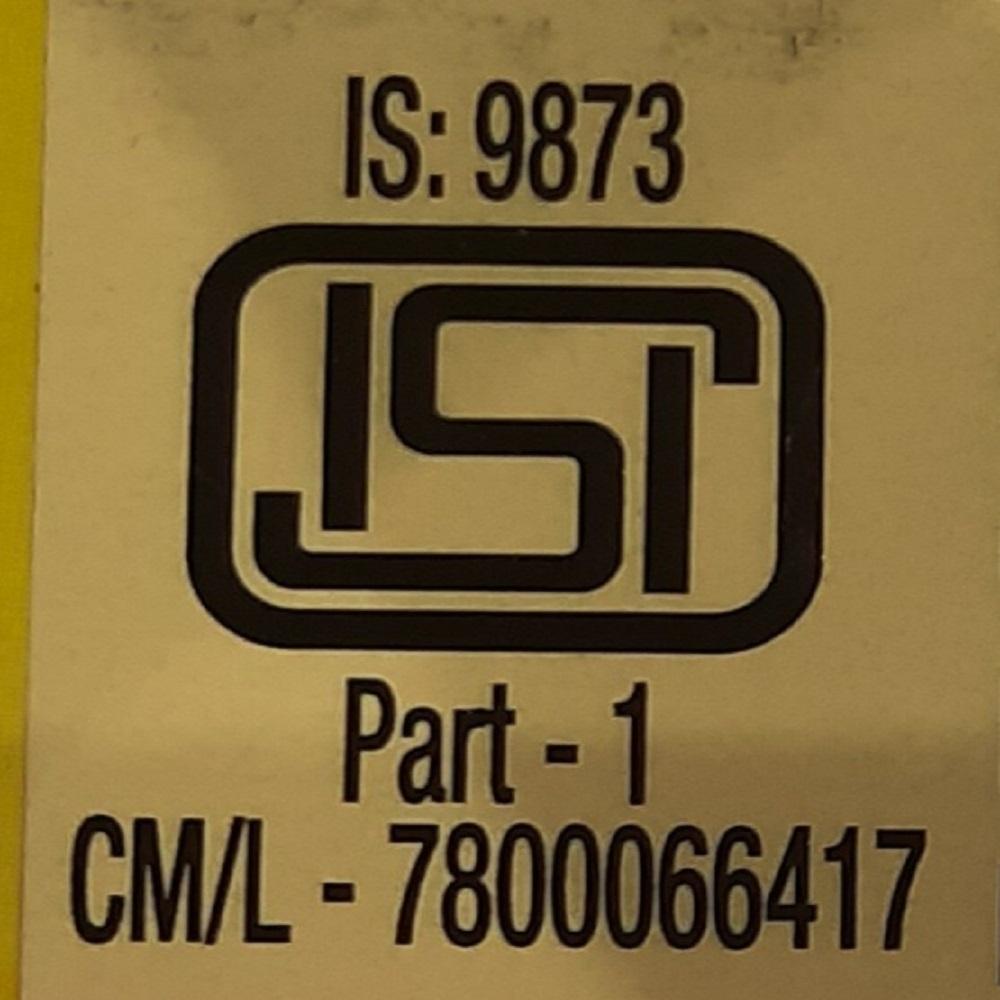 IS: 9873
ISI
Part - 1
CM/L - 7800066417